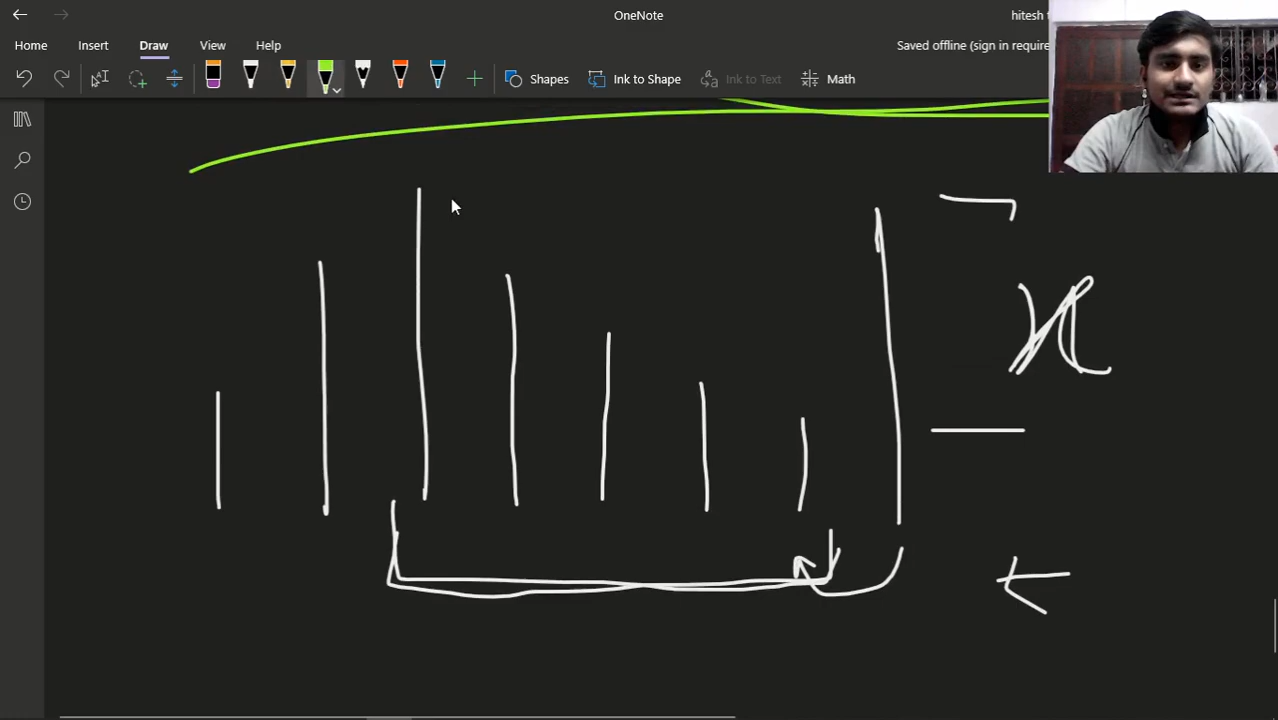 OneNote
hitesh t
Home Insert Draw View Help
Saved offline (sign in require
Shapes Ink to Shape Ink to Text Math